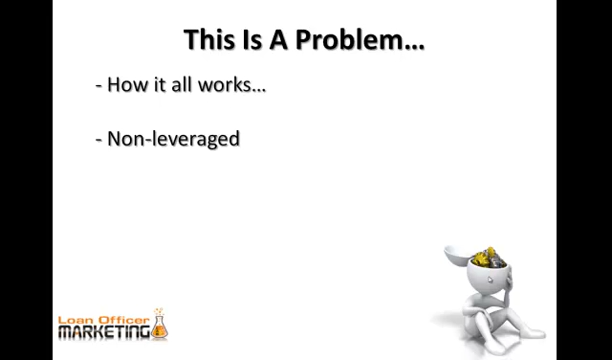 This Is A Problem...
- How it all works...
- Non-leveraged
Loan Officer
MARKETING